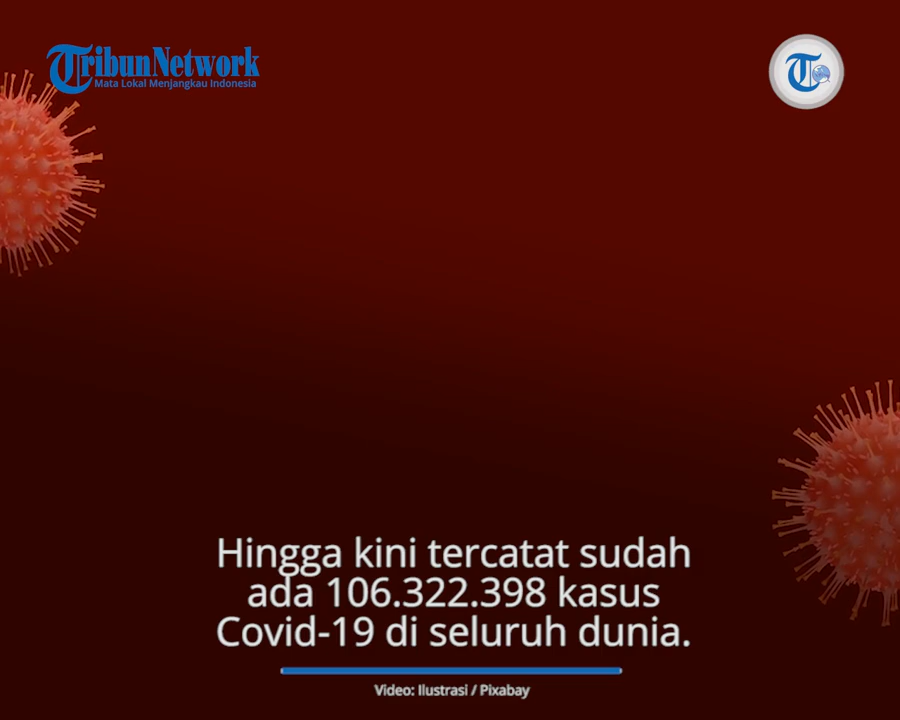 TribunNetwork
Mata Lokal Menjangkau Indonesia
T
Hingga kini tercatat sudah
ada 106.322.398 kasus
Covid-19 di seluruh dunia.
Video: Ilustrasi / Pixabay